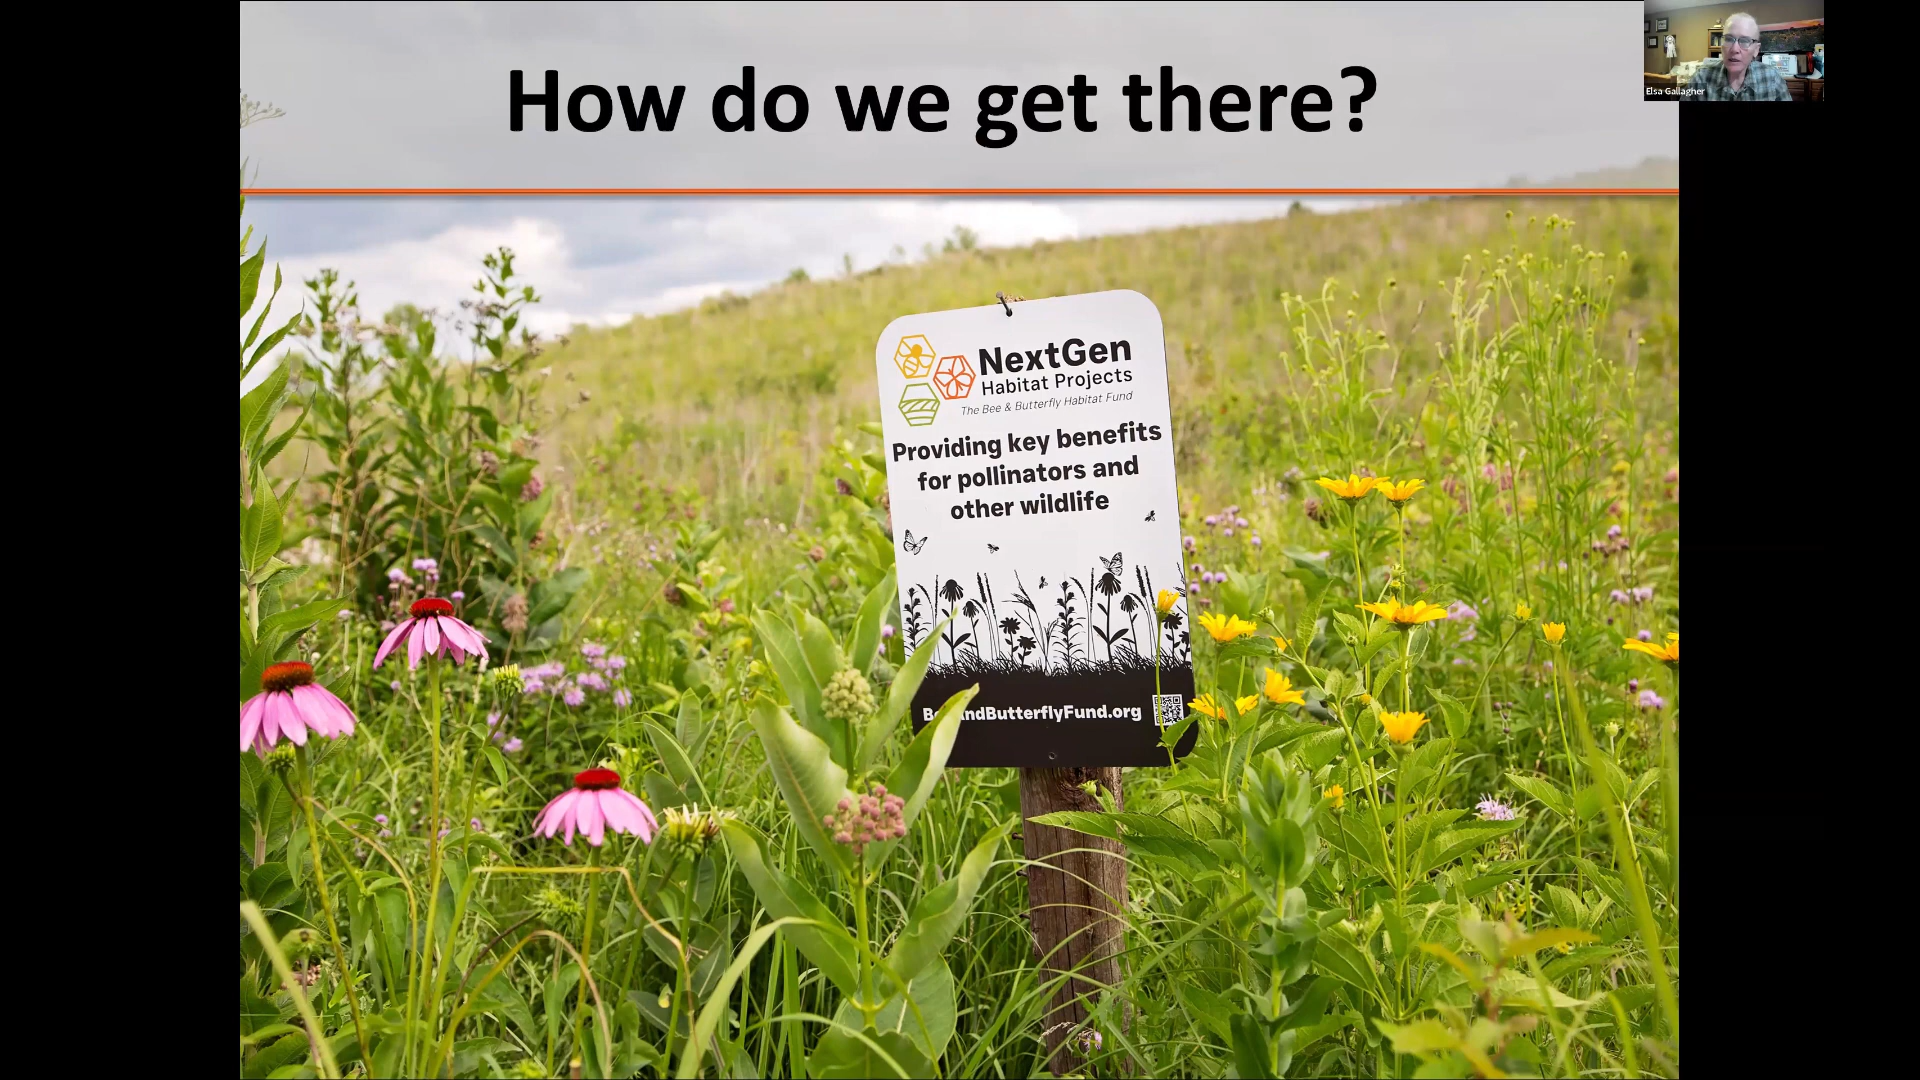 How do we get there?
Elsa Gallagher
NextGen
Habitat Projects
The Bee & Butterfly Habitat Fund
Providing key benefits
for pollinators and
other wildlife
ButterflyFund.org